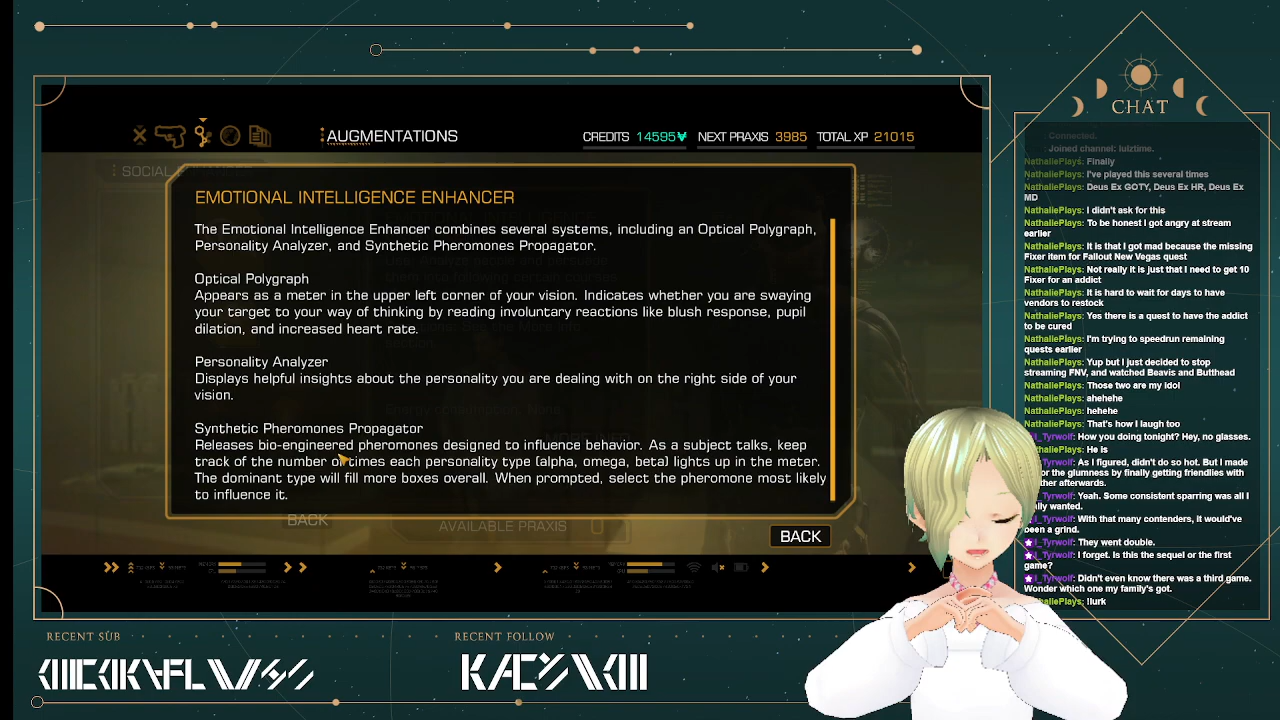 CHAT
Connected.
Joined channel: lulztime.
NathaliePlays: Finally
NathaliePlays: I've played this several times
NathaliePlays: Deus Ex GOTY, Deus Ex HR, Deus Ex
MD
NathaliePlays: I didn't ask for this
NathaliePlays: To be honest I got angry at stream
earlier
NathaliePlays: It is that I got mad because the missing
Fixer item for Fallout New Vegas quest
NathaliePlays: Not really it is just that I need to get 10
Fixer for an addict
NathaliePlays: It is hard to wait for days to have
vendors to restock
NathaliePlays: Yes there is a quest to have the addict
to be cured
NathaliePlays: I'm trying to speedrun remaining
quests earlier
NathaliePlays: Yup but I just decided to stop
streaming FNV, and watched Beavis and Butthead
NathaliePlays: Those two are my idol
NathaliePlays: ahehehe
NathaliePlays: hehehe
NathaliePlays: That's how I laugh too
_Tyrwolf: How you doing tonight? Hey, no glasses.
NathaliePlays: He is
_Tyrwolf: As I figured, didn't do so hot. But I made
for the glumness by finally getting friendlies with
afterwards.
_Tyrwolf: Yeah. Some consistent sparring was all I
wanted.
_Tyrwolf: With that many contenders, it would've
been a grind.
_Tyrwolf: They went double.
_Tyrwolf: I forget. Is this the sequel or the first
game?
_Tyrwolf: Didn't even know there was a third game.
Wonder which one my family's got.
NathaliePlays: !lurk
AUGMENTATIONS
CREDITS 14595 NEXT PRAXIS 3985 TOTAL XP 21015
SOCIAL
EMOTIONAL INTELLIGENCE ENHANCER
The Emotional Intelligence Enhancer combines several systems, including an Optical Polygraph,
Personality Analyzer, and Synthetic Pheromones Propagator.
Optical Polygraph
Appears as a meter in the upper left corner of your vision. Indicates whether you are swaying
your target to your way of thinking by reading involuntary reactions like blush response, pupil
dilation, and increased heart rate.
Personality Analyzer
Displays helpful insights about the personality you are dealing with on the right side of your
vision.
Synthetic Pheromones Propagator
Releases bio-engineered pheromones designed to influence behavior. As a subject talks, keep
track of the number of times each personality type (alpha, omega, beta) lights up in the meter.
The dominant type will fill more boxes overall. When prompted, select the pheromone most likely
to influence it.
BACK
AVAILABLE PRAXIS 0
BACK
RECENT SUB
RECENT FOLLOW